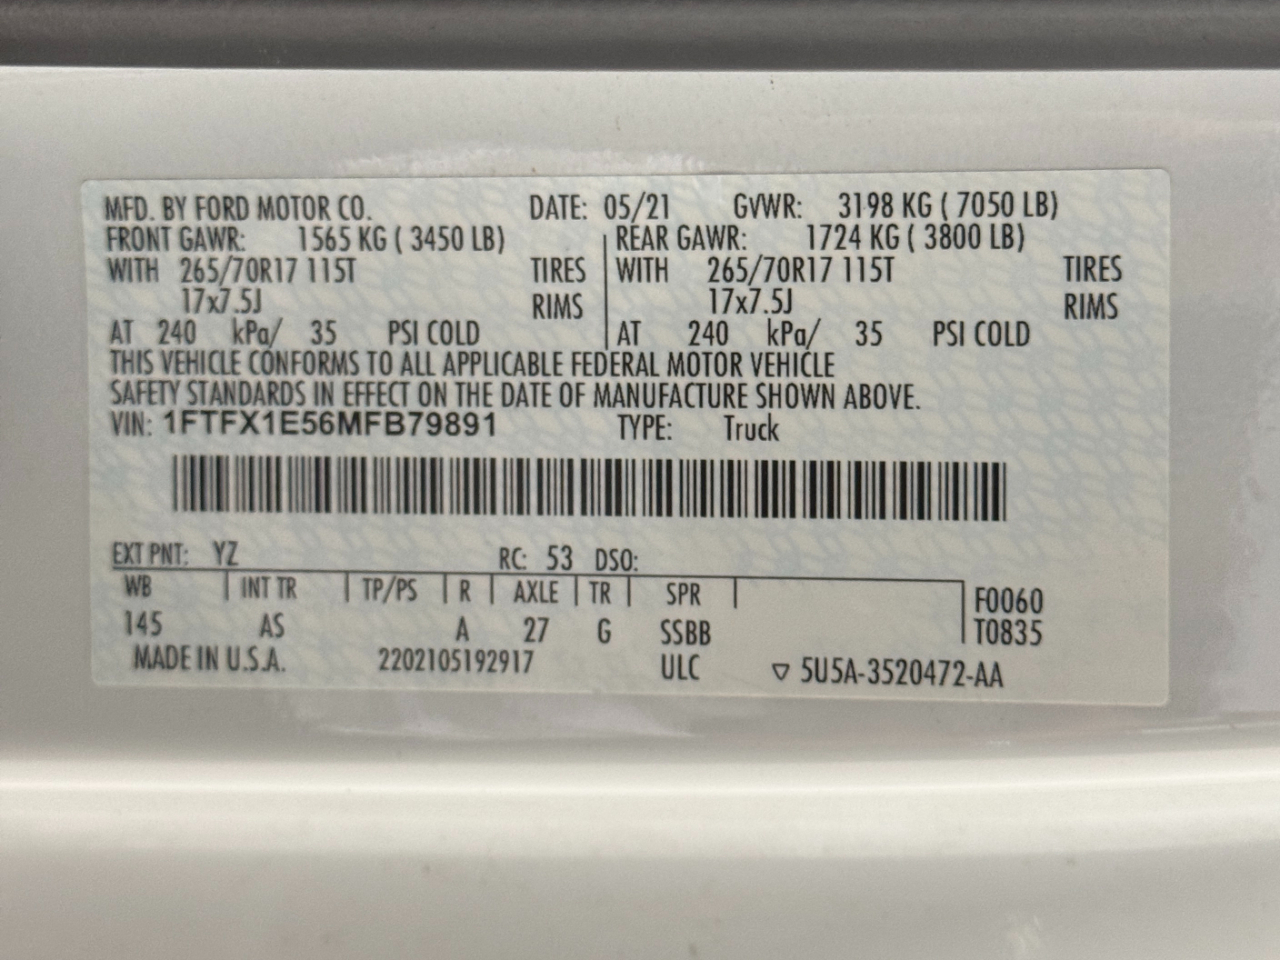 MFD. BY FORD MOTOR CO. DATE: 05/21 GVWR: 3198 KG ( 7050 LB)
FRONT GAWR: 1565 KG ( 3450 LB) REAR GAWR: 1724 KG ( 3800 LB)
WITH 265/70R17 115T TIRES WITH 265/70R17 115T TIRES
17x7.5J RIMS 17x7.5J RIMS
AT 240 kPa/ 35 PSI COLD AT 240 kPa/ 35 PSI COLD
THIS VEHICLE CONFORMS TO ALL APPLICABLE FEDERAL MOTOR VEHICLE
SAFETY STANDARDS IN EFFECT ON THE DATE OF MANUFACTURE SHOWN ABOVE.
VIN: 1FTFX1E56MFB79891 TYPE: Truck
EXT PNT: YZ RC: 53 DSO:
WB INT TR TP/PS R AXLE TR SPR F0060
145 AS A 27 G SSBB T0835
MADE IN U.S.A. 2202105192917 ULC ▽ 5U5A-3520472-AA